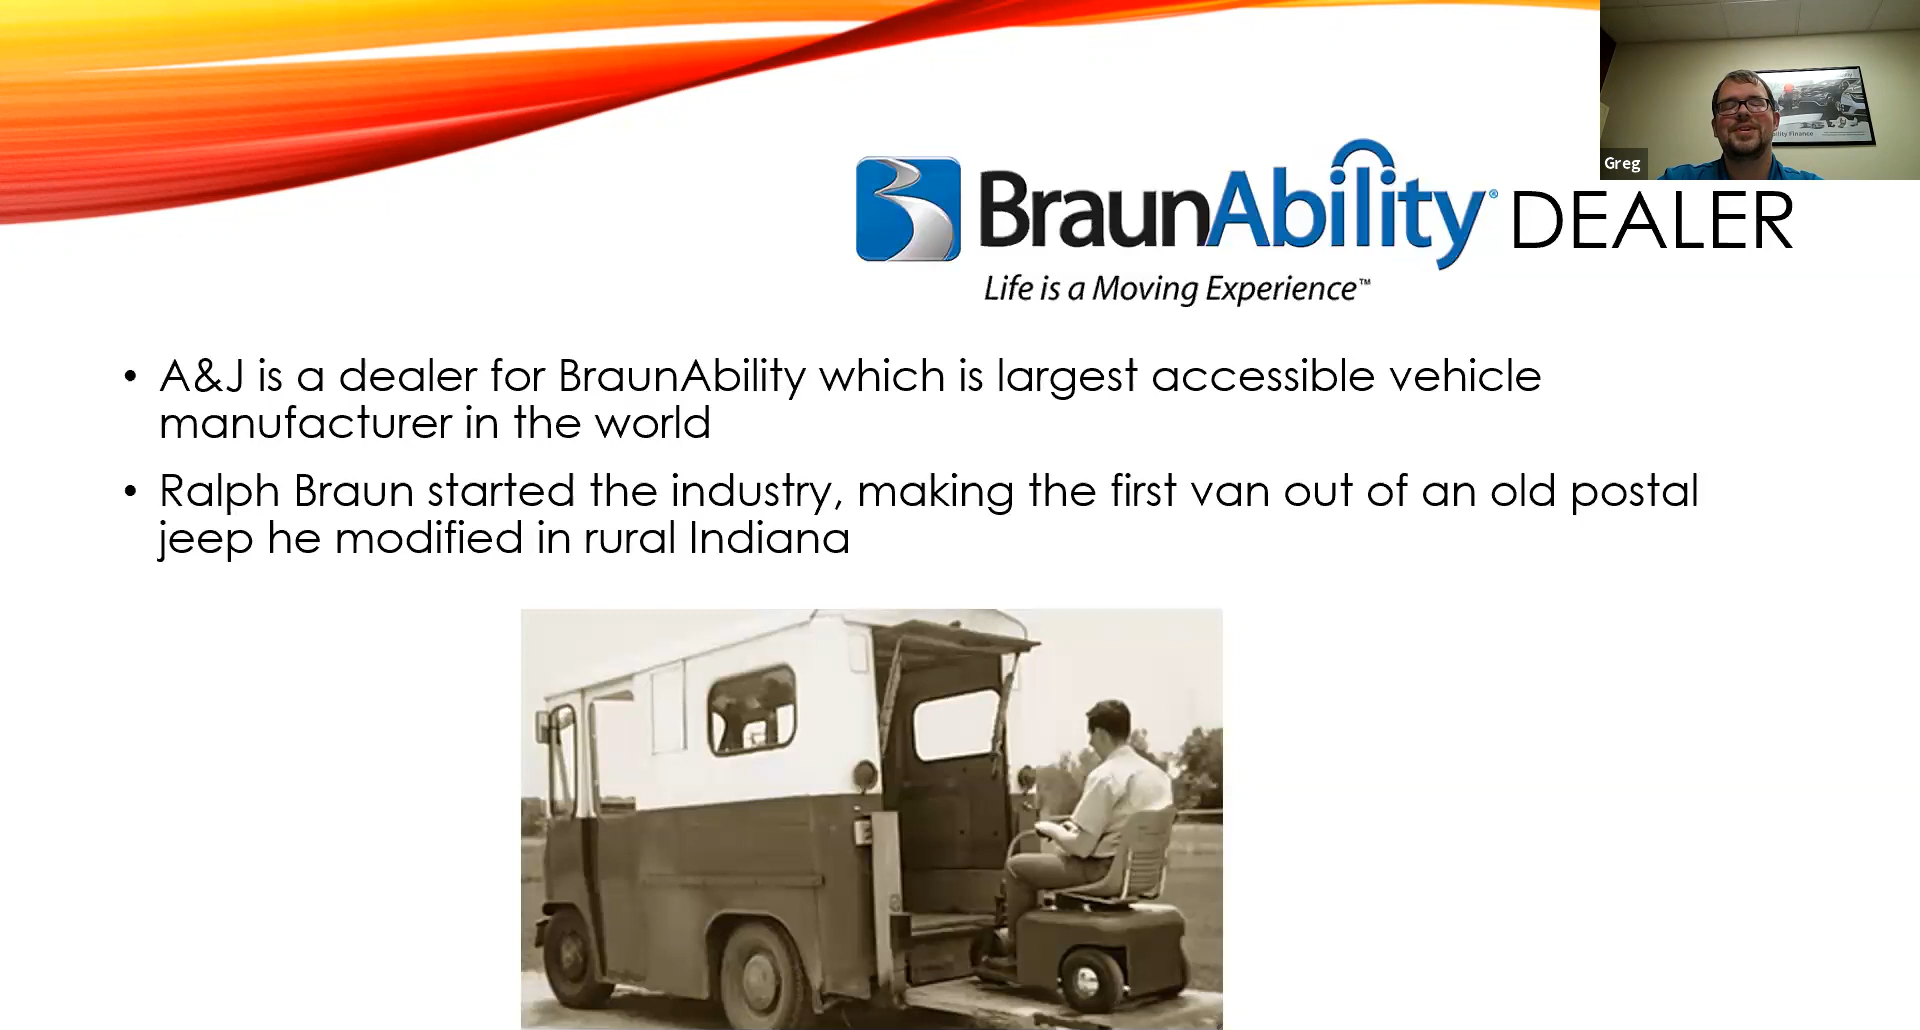 Greg
BraunAbility® DEALER
Life is a Moving Experience™
• A&J is a dealer for BraunAbility which is largest accessible vehicle
manufacturer in the world
• Ralph Braun started the industry, making the first van out of an old postal
jeep he modified in rural Indiana